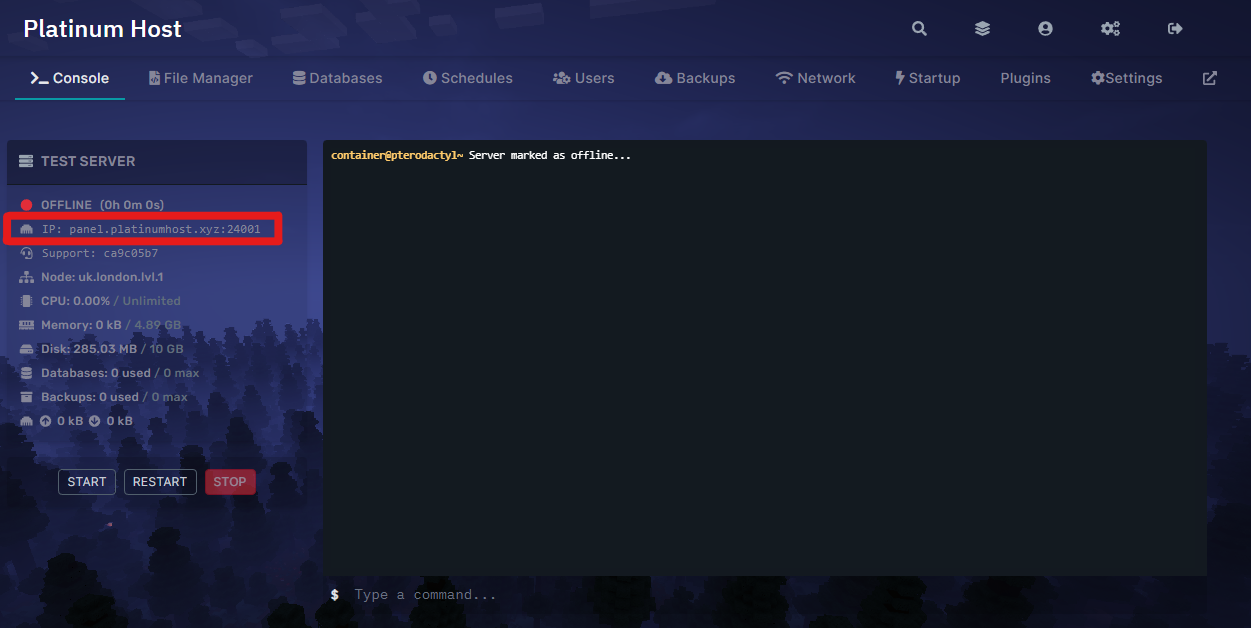 Platinum Host
Console File Manager Databases Schedules Users Backups Network Startup Plugins Settings
TEST SERVER
OFFLINE (0h 0m 0s)
IP: panel.platinumhost.xyz:24001
Support: ca9c05b7
Node: uk.london.lvl.1
CPU: 0.00% / Unlimited
Memory: 0 kB / 4.89 GB
Disk: 285.03 MB / 10 GB
Databases: 0 used / 0 max
Backups: 0 used / 0 max
0 kB 0 kB
START RESTART STOP
container@pterodactyl~ Server marked as offline...
$ Type a command...